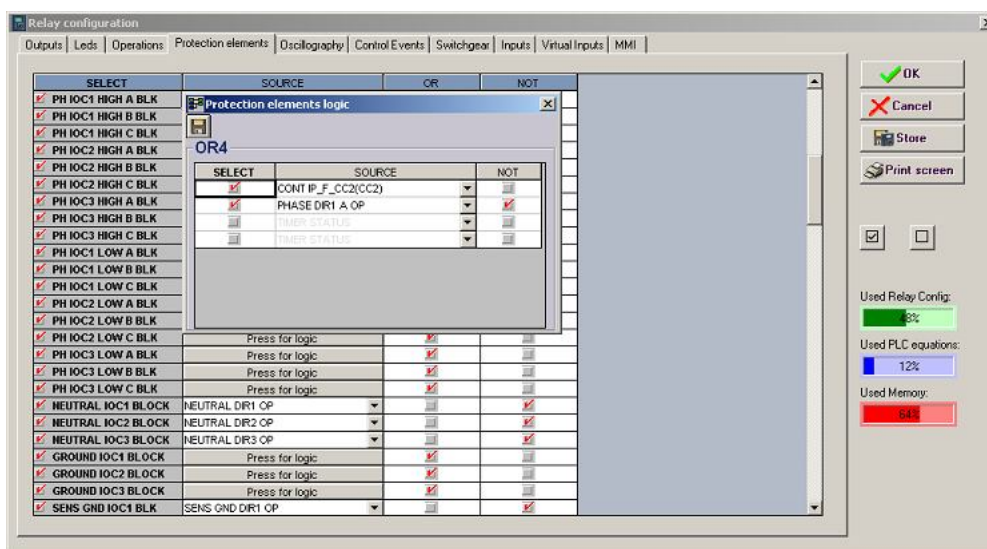 Relay configuration
Outputs Leds Operations Protection elements Oscillography Control Events Switchgear Inputs Virtual Inputs MMI
SELECT SOURCE OR NOT
PH IOC1 HIGH A BLK
PH IOC1 HIGH B BLK
PH IOC1 HIGH C BLK
PH IOC2 HIGH A BLK
PH IOC2 HIGH B BLK
PH IOC2 HIGH C BLK
PH IOC3 HIGH A BLK
PH IOC3 HIGH B BLK
PH IOC3 HIGH C BLK
PH IOC1 LOW A BLK
PH IOC1 LOW B BLK
PH IOC1 LOW C BLK
PH IOC2 LOW A BLK
PH IOC2 LOW B BLK
PH IOC2 LOW C BLK Press for logic
PH IOC3 LOW A BLK Press for logic
PH IOC3 LOW B BLK Press for logic
PH IOC3 LOW C BLK Press for logic
NEUTRAL IOC1 BLOCK NEUTRAL DIR1 OP
NEUTRAL IOC2 BLOCK NEUTRAL DIR2 OP
NEUTRAL IOC3 BLOCK NEUTRAL DIR3 OP
GROUND IOC1 BLOCK Press for logic
GROUND IOC2 BLOCK Press for logic
GROUND IOC3 BLOCK Press for logic
SENS GND IOC1 BLK SENS GND DIR1 OP
Protection elements logic
OR4
SELECT SOURCE NOT
CONT IP_F_CC2(CC2)
PHASE DIR1 A OP
TIMER STATUS
TIMER STATUS
OK
Cancel
Store
Print screen
Used Relay Config:
48%
Used PLC equations:
12%
Used Memory:
64%